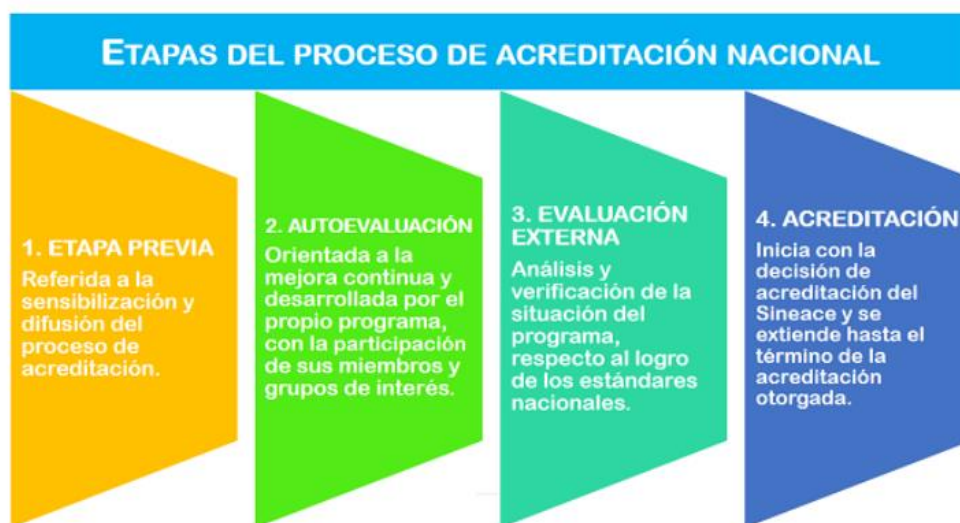 ETAPAS DEL PROCESO DE ACREDITACIÓN NACIONAL
1. ETAPA PREVIA
Referida a la
sensibilización y
difusión del
proceso de
acreditación.
2. AUTOEVALUACIÓN
Orientada a la
mejora continua y
desarrollada por el
propio programa,
con la participación
de sus miembros y
grupos de interés.
3. EVALUACIÓN
EXTERNA
Análisis y
verificación de la
situación del
programa,
respecto al logro
de los estándares
nacionales.
4. ACREDITACIÓN
Inicia con la
decisión de
acreditación del
Sineace y se
extiende hasta el
término de la
acreditación
otorgada.